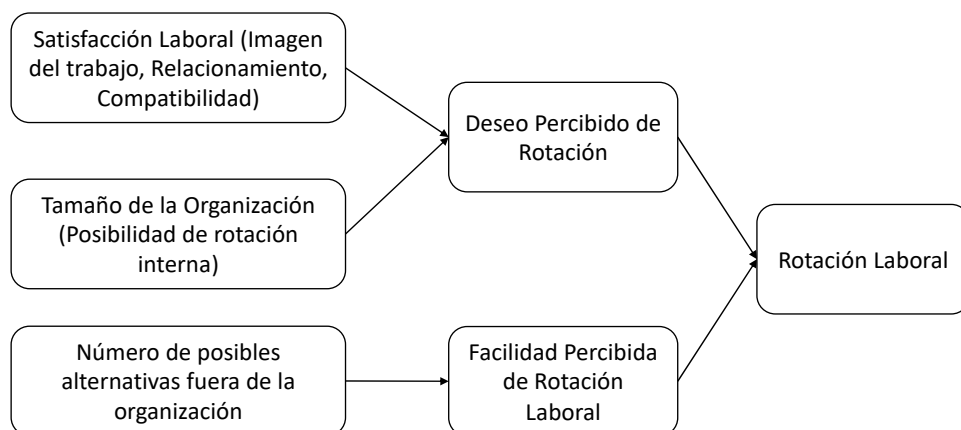 Satisfacción Laboral (Imagen
del trabajo, Relacionamiento,
Compatibilidad)
Tamaño de la Organización
(Posibilidad de rotación
interna)
Número de posibles
alternativas fuera de la
organización
Deseo Percibido de
Rotación
Facilidad Percibida
de Rotación
Laboral
Rotación Laboral